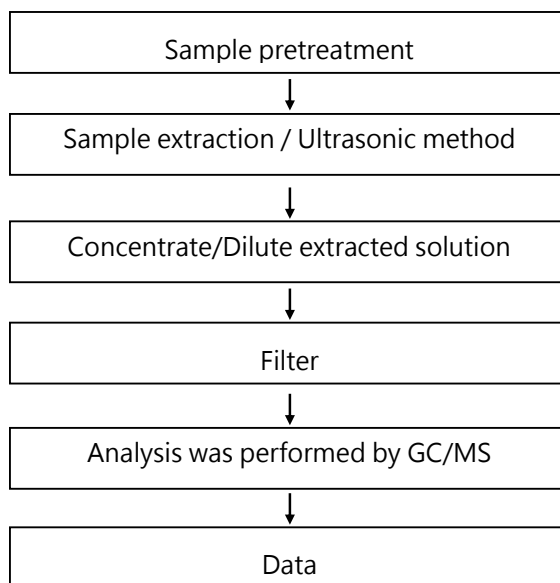 Sample pretreatment
Sample extraction / Ultrasonic method
Concentrate/Dilute extracted solution
Filter
Analysis was performed by GC/MS
Data